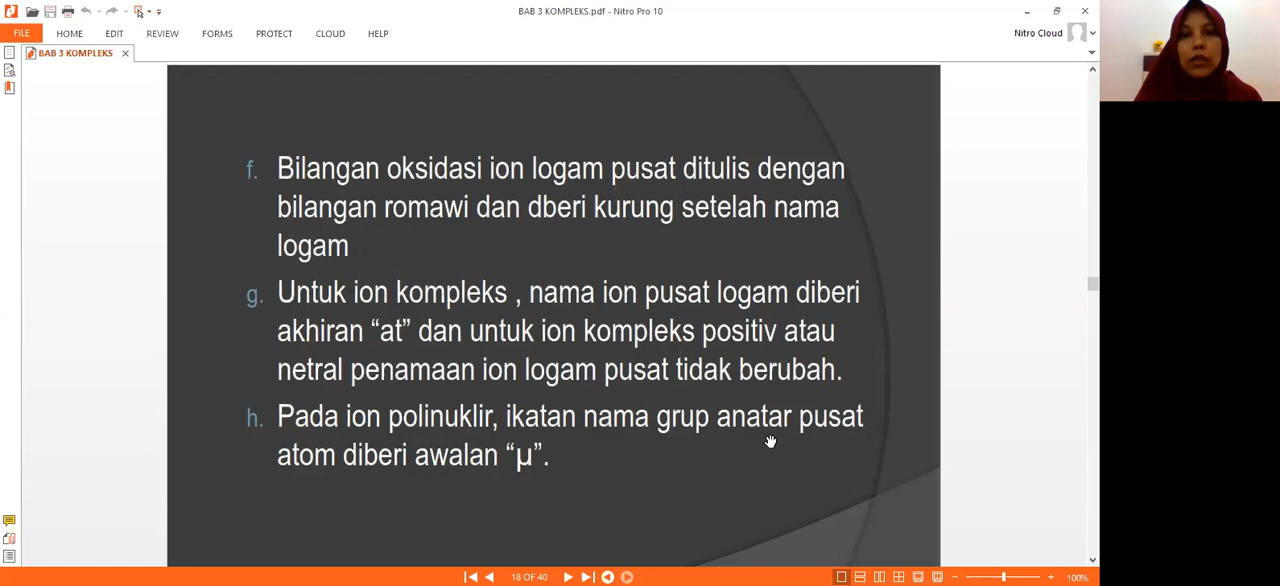 BAB 3 KOMPLEKS.pdf - Nitro Pro 10
FILE HOME EDIT REVIEW FORMS PROTECT CLOUD HELP Nitro Cloud
BAB 3 KOMPLEKS
f. Bilangan oksidasi ion logam pusat ditulis dengan
bilangan romawi dan dberi kurung setelah nama
logam
g. Untuk ion kompleks , nama ion pusat logam diberi
akhiran “at” dan untuk ion kompleks positiv atau
netral penamaan ion logam pusat tidak berubah.
h. Pada ion polinuklir, ikatan nama grup anatar pusat
atom diberi awalan “µ”.
18 OF 40
100%